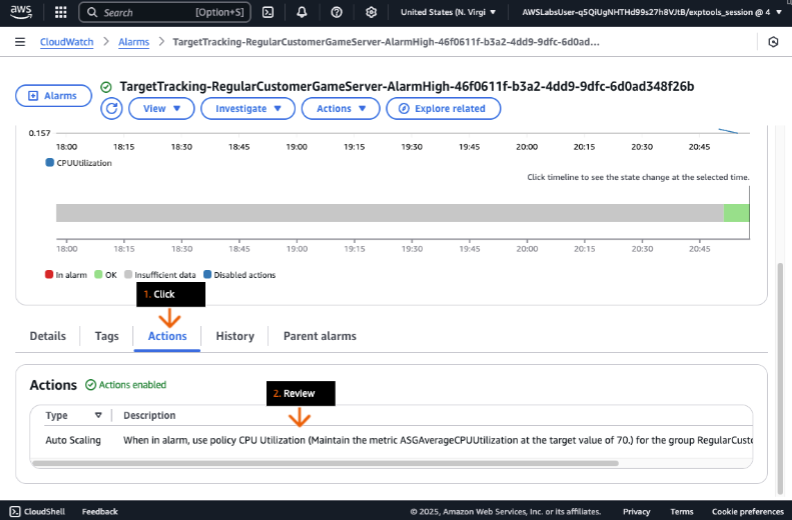 aws
Search
[Option+S]
United States (N. Virgi
AWSLabsUser-q5QiUgNHTHd99s27h8VJtB/exptools_session @ 4
CloudWatch
Alarms
TargetTracking-RegularCustomerGameServer-AlarmHigh-46f0611f-b3a2-4dd9-9dfc-6d0ad...
Alarms
TargetTracking-RegularCustomerGameServer-AlarmHigh-46f0611f-b3a2-4dd9-9dfc-6d0ad348f26b
View
Investigate
Actions
Explore related
0.157
18:00 18:15 18:30 18:45 19:00 19:15 19:30 19:45 20:00 20:15 20:30 20:45
CPUUtilization
Click timeline to see the state change at the selected time.
18:00 18:15 18:30 18:45 19:00 19:15 19:30 19:45 20:00 20:15 20:30 20:45
In alarm OK Insufficient data Disabled actions
1. Click
Details Tags Actions History Parent alarms
Actions Actions enabled
2. Review
Type Description
Auto Scaling When in alarm, use policy CPU Utilization (Maintain the metric ASGAverageCPUUtilization at the target value of 70.) for the group RegularCusto
CloudShell Feedback © 2025, Amazon Web Services, Inc. or its affiliates. Privacy Terms Cookie preferences